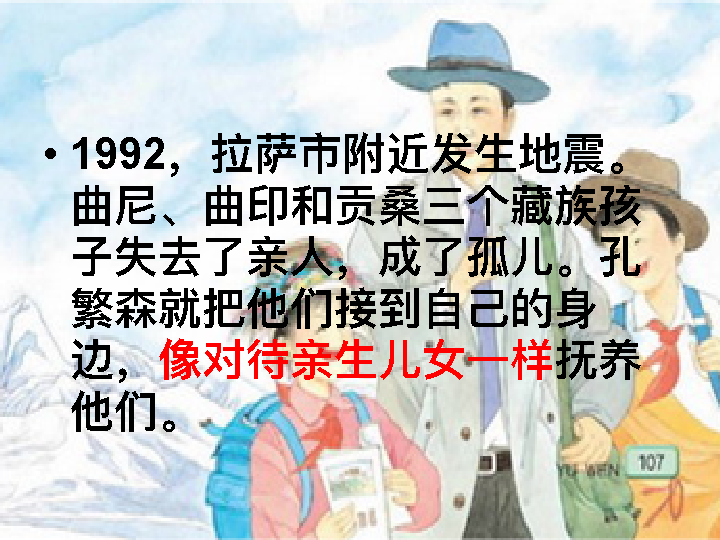 • 1992，拉萨市附近发生地震。
曲尼、曲印和贡桑三个藏族孩
子失去了亲人，成了孤儿。孔
繁森就把他们接到自己的身
边，像对待亲生儿女一样抚养
他们。
YU WEN 107